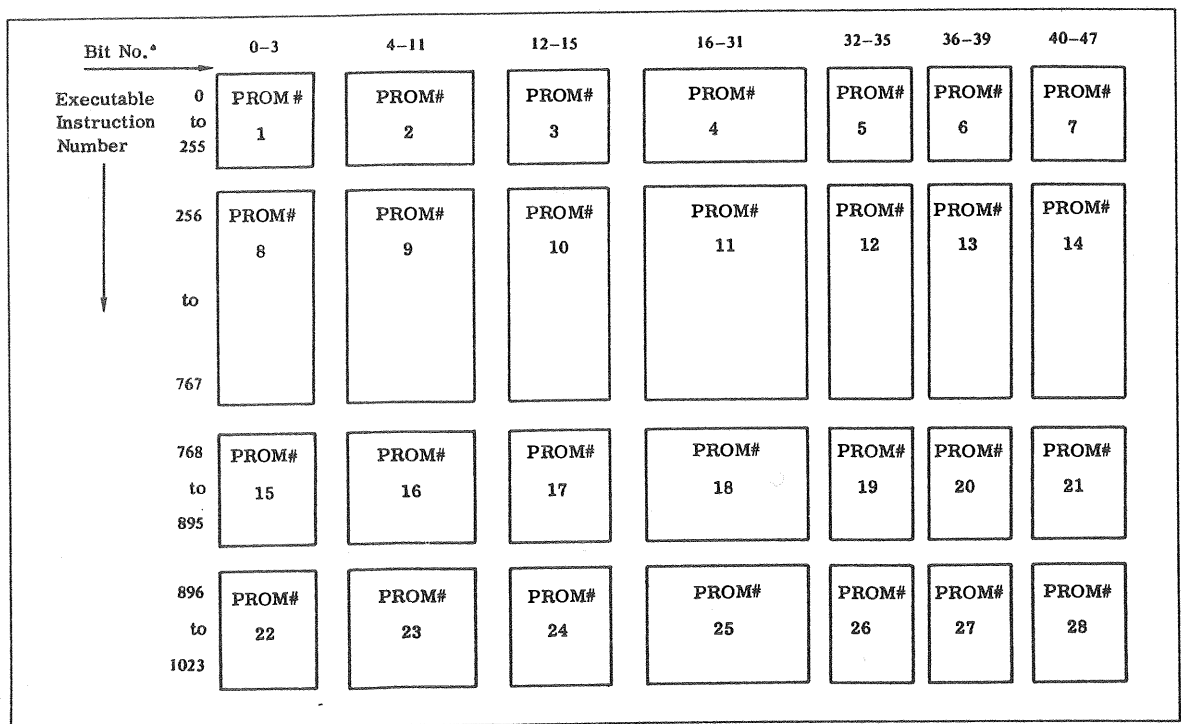 Bit No.* 0–3 4–11 12–15 16–31 32–35 36–39 40–47
Executable 0 PROM# PROM# PROM# PROM# PROM# PROM# PROM#
Instruction to 1 2 3 4 5 6 7
Number 255
256 PROM# PROM# PROM# PROM# PROM# PROM# PROM#
8 9 10 11 12 13 14
to
767
768 PROM# PROM# PROM# PROM# PROM# PROM# PROM#
to 15 16 17 18 19 20 21
895
896 PROM# PROM# PROM# PROM# PROM# PROM# PROM#
to 22 23 24 25 26 27 28
1023